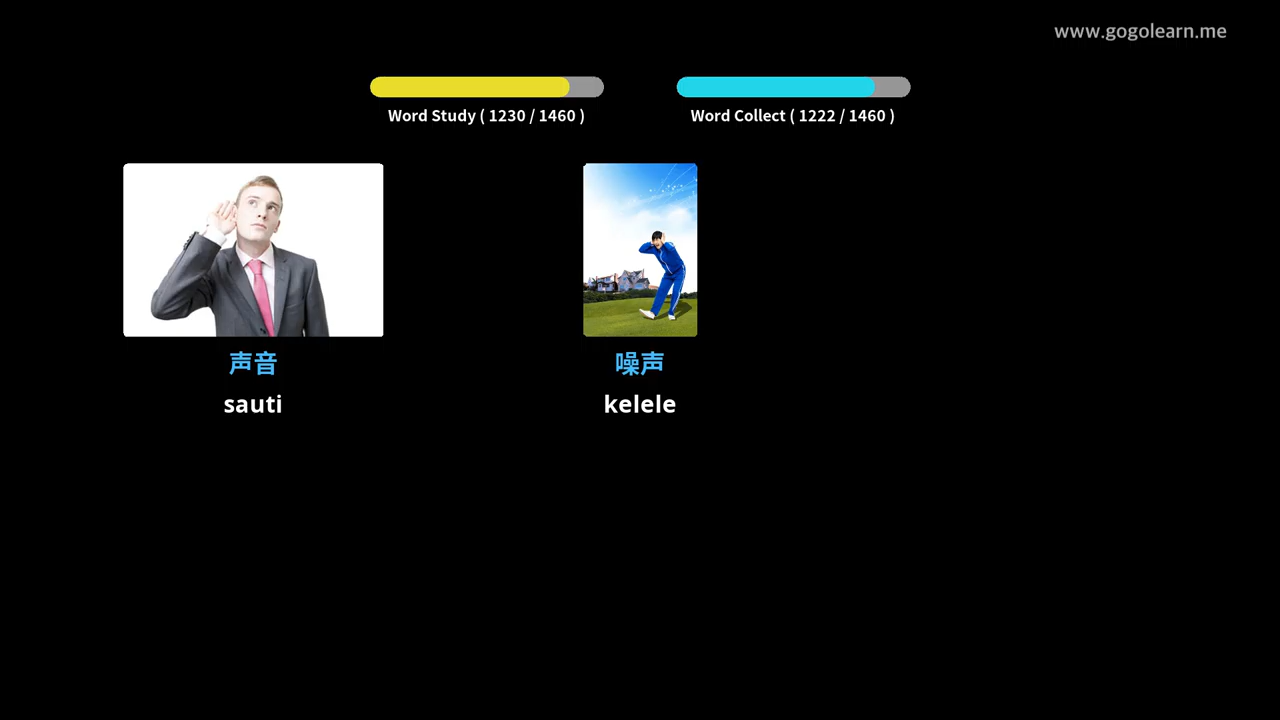 www.gogolearn.me
Word Study ( 1230 / 1460 )
Word Collect ( 1222 / 1460 )
声音
sauti
噪声
kelele